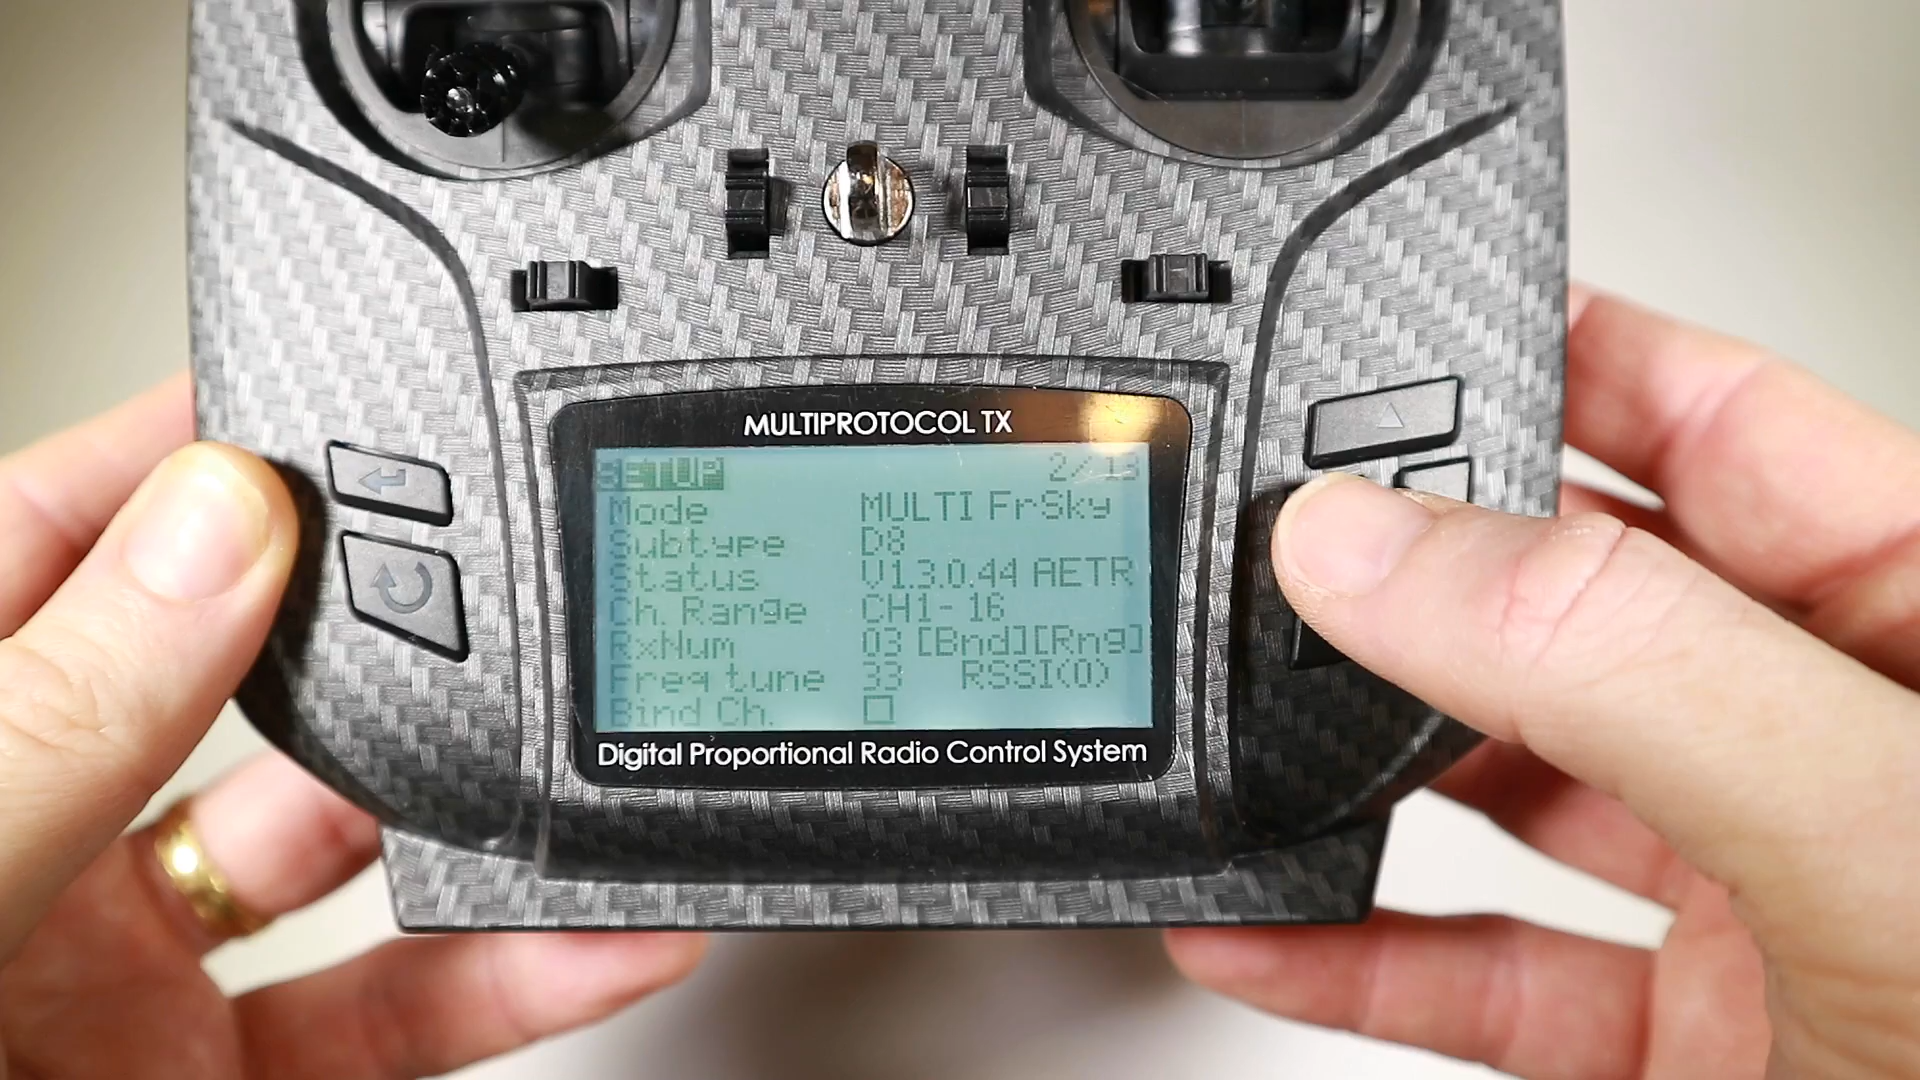 MULTIPROTOCOL TX
SETUP 2/13
Mode MULTI FrSky
Subtype D8
Status V1.3.0.44 AETR
Ch. Range CH1-16
RxNum 03 [Bnd][Rng]
Freq tune 33 RSSI(0)
Bind Ch.
Digital Proportional Radio Control System